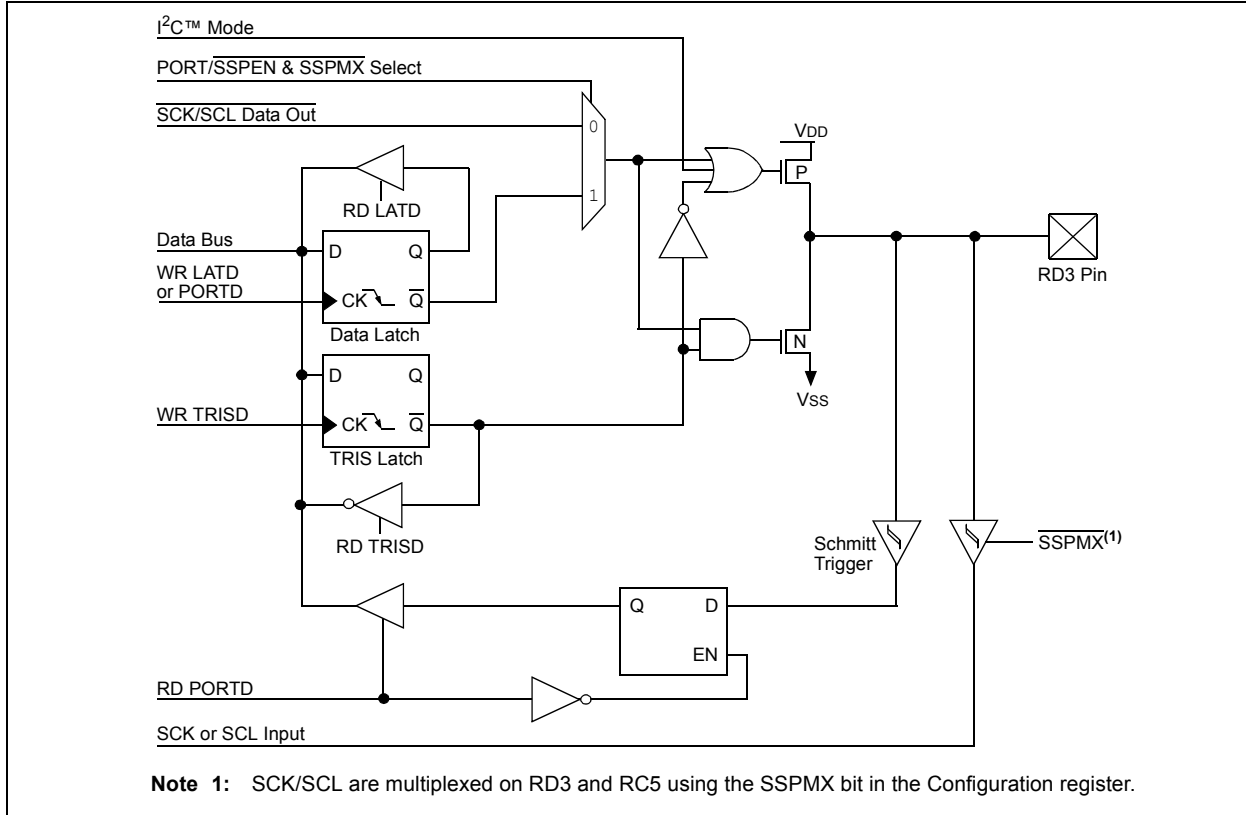 I²C™ Mode
PORT/SSPEN & SSPMX Select
SCK/SCL Data Out
0
VDD
P
1
RD LATD
Data Bus
D Q
RD3 Pin
WR LATD
or PORTD
CK Q
Data Latch
N
D Q
VSS
WR TRISD
CK Q
TRIS Latch
RD TRISD
Schmitt
Trigger
SSPMX(1)
Q D
EN
RD PORTD
SCK or SCL Input
Note 1: SCK/SCL are multiplexed on RD3 and RC5 using the SSPMX bit in the Configuration register.